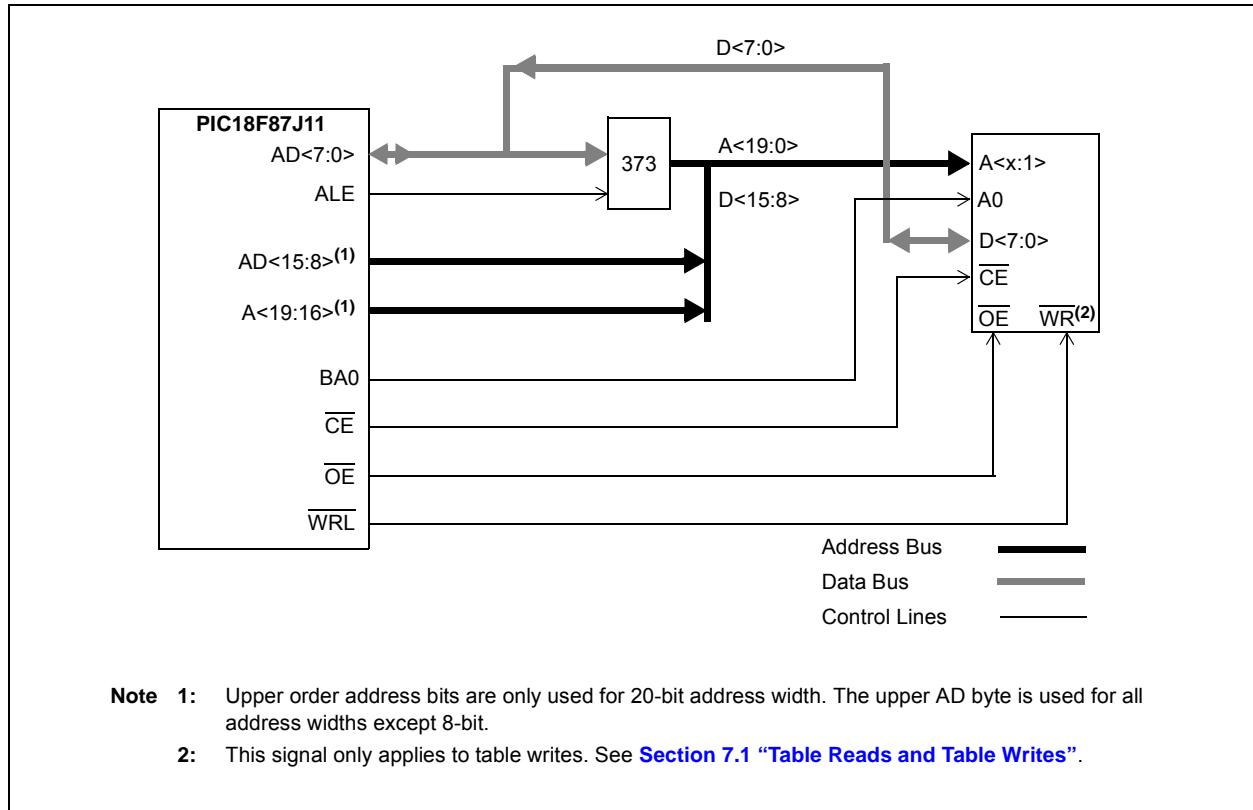 D<7:0>
PIC18F87J11
AD<7:0>
373
A<19:0>
A<x:1>
ALE
D<15:8>
A0
AD<15:8>(1)
D<7:0>
CE
A<19:16>(1)
OE WR(2)
BA0
CE
OE
WRL
Address Bus
Data Bus
Control Lines
Note 1: Upper order address bits are only used for 20-bit address width. The upper AD byte is used for all
address widths except 8-bit.
2: This signal only applies to table writes. See Section 7.1 “Table Reads and Table Writes”.